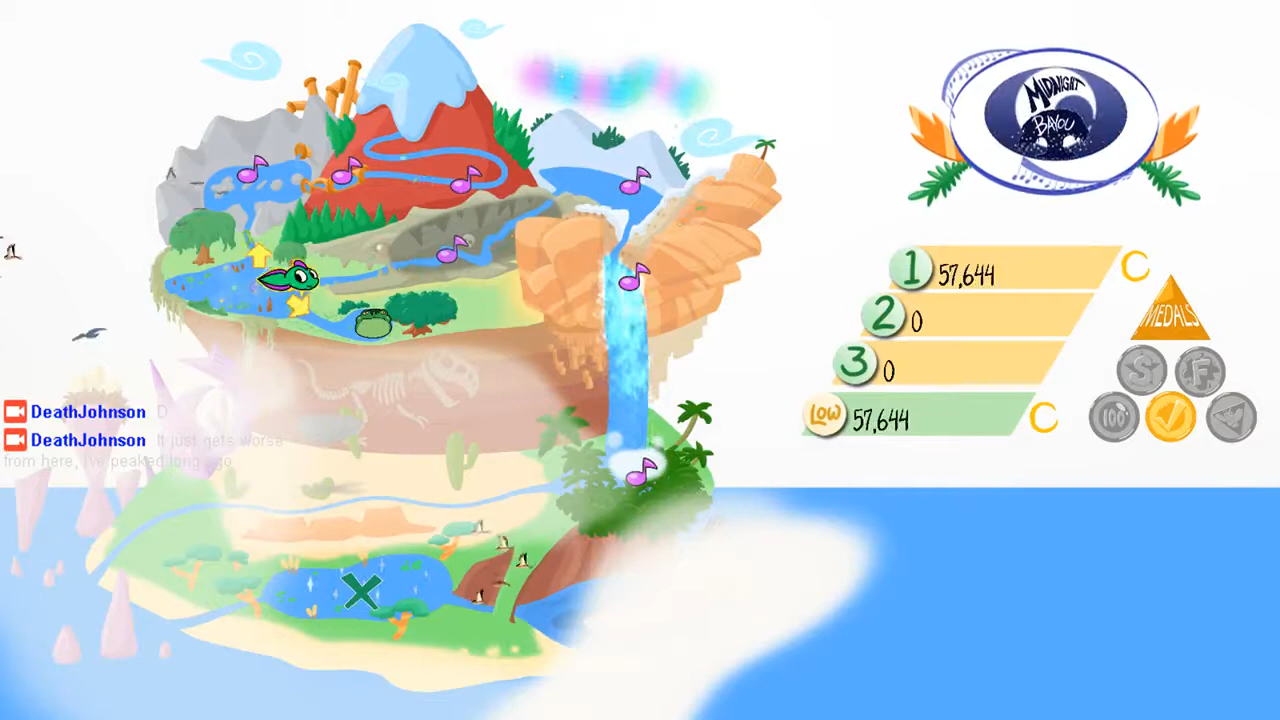 MIDNIGHT
BAYOU
1 57,644 C
2 0
3 0
LOW 57,644 C
MEDALS
S F
100
DeathJohnson D
DeathJohnson It just gets worse
from here, I've peaked long ago